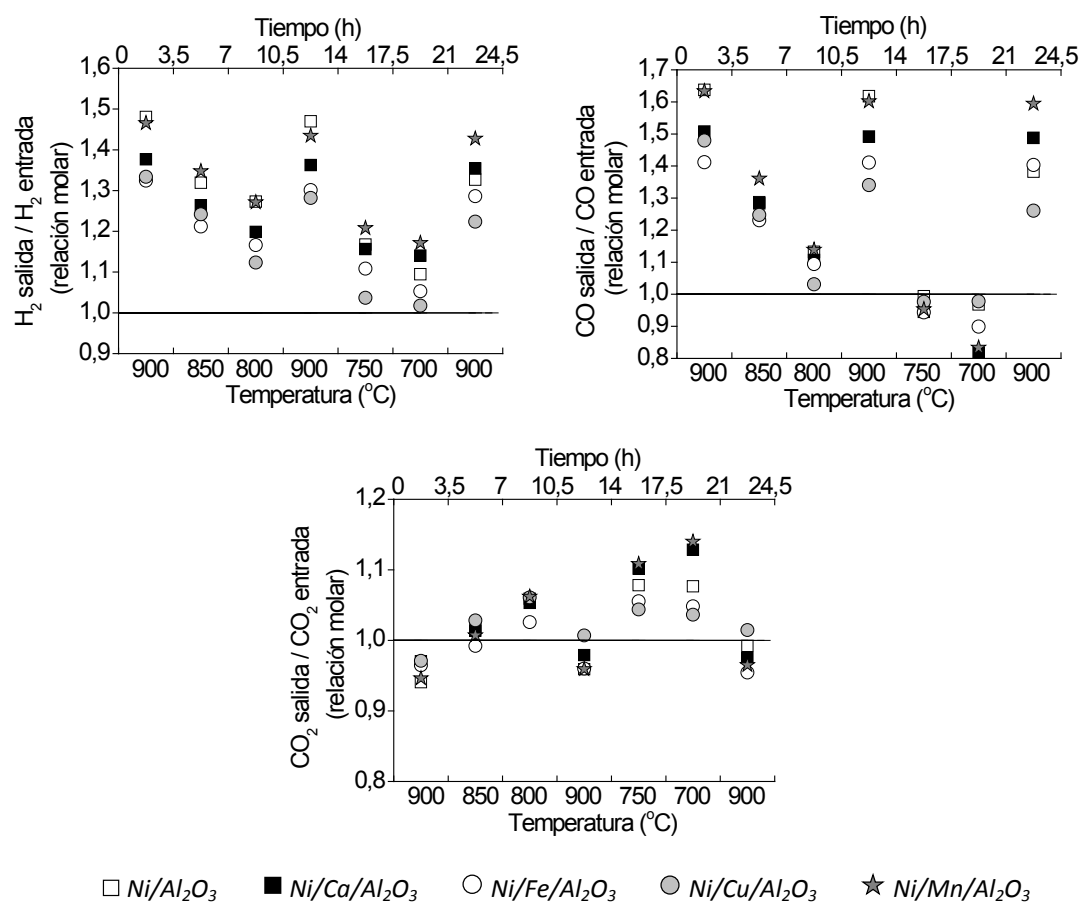 Tiempo (h)
0 3,5 7 10,5 14 17,5 21 24,5
1,6
1,5
1,4
1,3
1,2
1,1
1,0
0,9
H₂ salida / H₂ entrada
(relación molar)
900 850 800 900 750 700 900
Temperatura (°C)
Tiempo (h)
0 3,5 7 10,5 14 17,5 21 24,5
1,7
1,6
1,5
1,4
1,3
1,2
1,1
1,0
0,9
0,8
CO salida / CO entrada
(relación molar)
900 850 800 900 750 700 900
Temperatura (°C)
Tiempo (h)
0 3,5 7 10,5 14 17,5 21 24,5
1,2
1,1
1,0
0,9
0,8
CO₂ salida / CO₂ entrada
(relación molar)
900 850 800 900 750 700 900
Temperatura (°C)
Ni/Al₂O₃ Ni/Ca/Al₂O₃ Ni/Fe/Al₂O₃ Ni/Cu/Al₂O₃ Ni/Mn/Al₂O₃